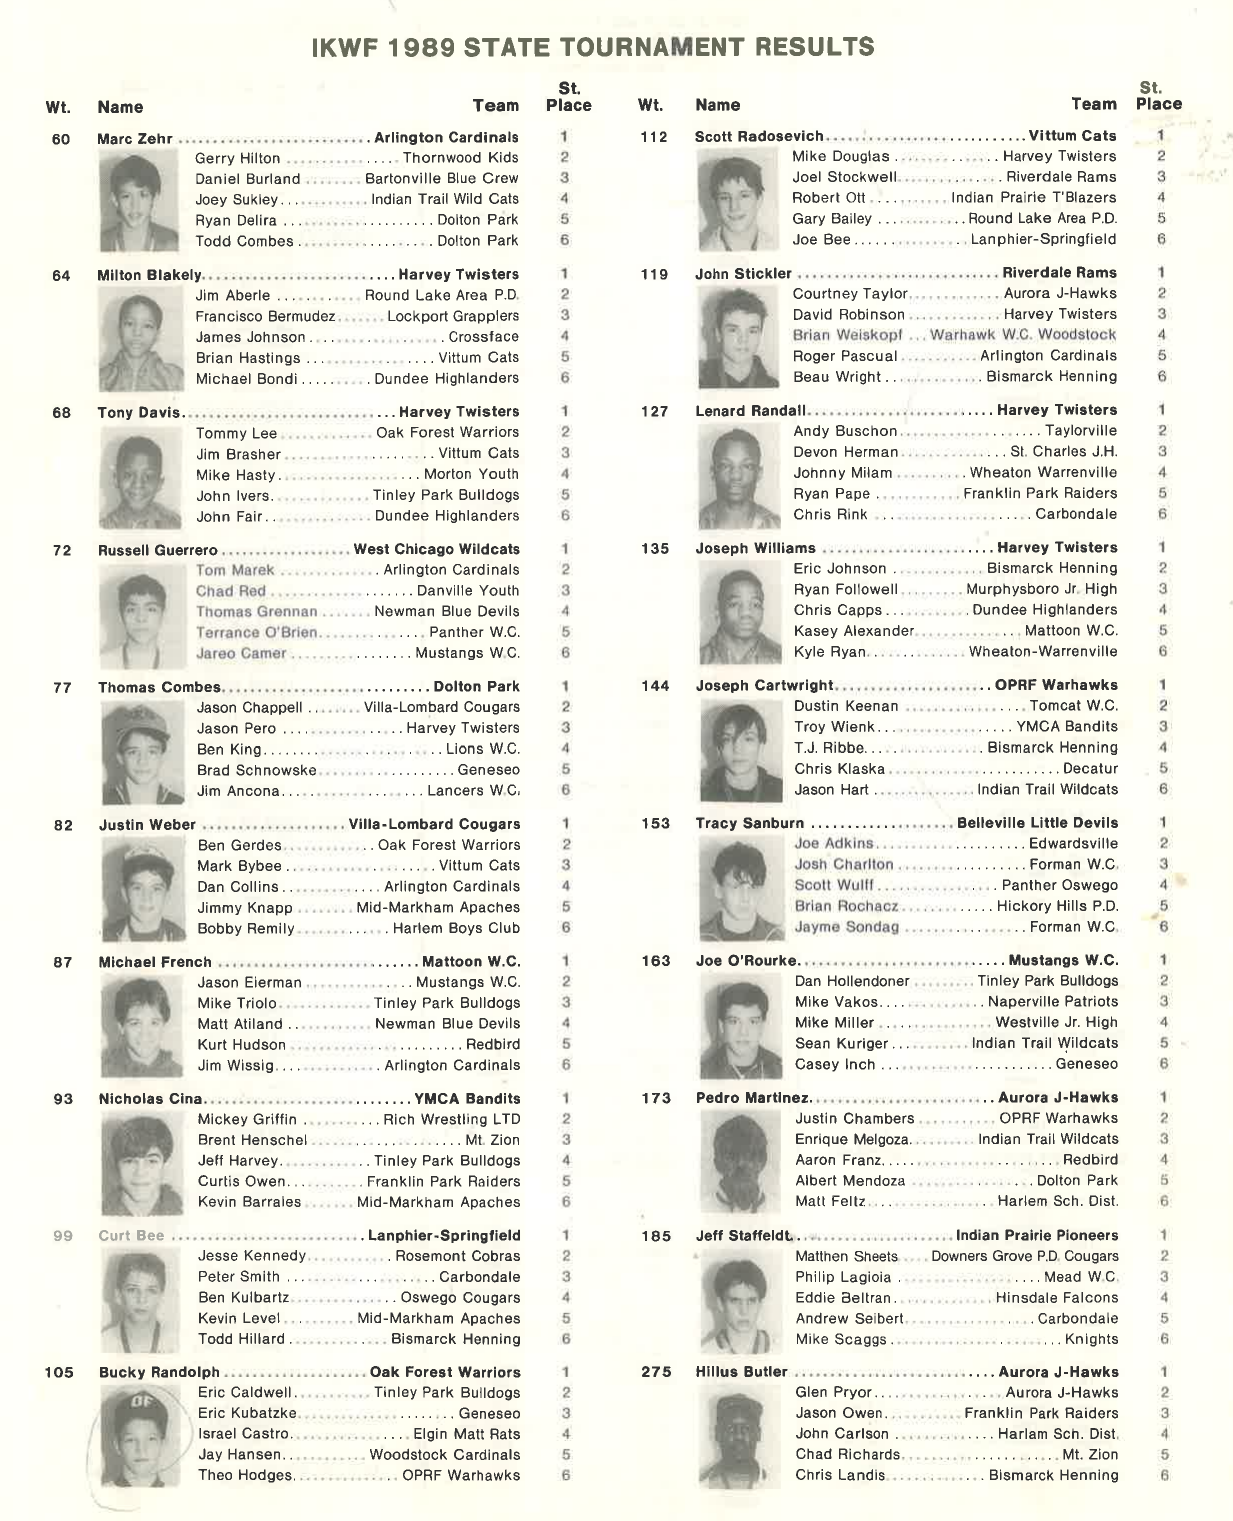 IKWF 1989 STATE TOURNAMENT RESULTS
Wt. Name Team St. Place
60 Marc Zehr Arlington Cardinals 1
Gerry Hilton Thornwood Kids 2
Daniel Burland Bartonville Blue Crew 3
Joey Sukley Indian Trail Wild Cats 4
Ryan Delira Dolton Park 5
Todd Combes Dolton Park 6
64 Milton Blakely Harvey Twisters 1
Jim Aberle Round Lake Area P.D. 2
Francisco Bermudez Lockport Grapplers 3
James Johnson Crossface 4
Brian Hastings Vittum Cats 5
Michael Bondi Dundee Highlanders 6
68 Tony Davis Harvey Twisters 1
Tommy Lee Oak Forest Warriors 2
Jim Brasher Vittum Cats 3
Mike Hasty Morton Youth 4
John Ivers Tinley Park Bulldogs 5
John Fair Dundee Highlanders 6
72 Russell Guerrero West Chicago Wildcats 1
Tom Marek Arlington Cardinals 2
Chad Red Danville Youth 3
Thomas Grennan Newman Blue Devils 4
Terrance O'Brien Panther W.C. 5
Jareo Camer Mustangs W.C. 6
77 Thomas Combes Dolton Park 1
Jason Chappell Villa-Lombard Cougars 2
Jason Pero Harvey Twisters 3
Ben King Lions W.C. 4
Brad Schnowske Geneseo 5
Jim Ancona Lancers W.C. 6
82 Justin Weber Villa-Lombard Cougars 1
Ben Gerdes Oak Forest Warriors 2
Mark Bybee Vittum Cats 3
Dan Collins Arlington Cardinals 4
Jimmy Knapp Mid-Markham Apaches 5
Bobby Remily Harlem Boys Club 6
87 Michael French Mattoon W.C. 1
Jason Eierman Mustangs W.C. 2
Mike Triolo Tinley Park Bulldogs 3
Matt Atiland Newman Blue Devils 4
Kurt Hudson Redbird 5
Jim Wissig Arlington Cardinals 6
93 Nicholas Cina YMCA Bandits 1
Mickey Griffin Rich Wrestling LTD 2
Brent Henschel Mt. Zion 3
Jeff Harvey Tinley Park Bulldogs 4
Curtis Owen Franklin Park Raiders 5
Kevin Barrales Mid-Markham Apaches 6
99 Curt Bee Lanphier-Springfield 1
Jesse Kennedy Rosemont Cobras 2
Peter Smith Carbondale 3
Ben Kulbartz Oswego Cougars 4
Kevin Level Mid-Markham Apaches 5
Todd Hillard Bismarck Henning 6
105 Bucky Randolph Oak Forest Warriors 1
Eric Caldwell Tinley Park Bulldogs 2
Eric Kubatzke Geneseo 3
Israel Castro Elgin Matt Rats 4
Jay Hansen Woodstock Cardinals 5
Theo Hodges OPRF Warhawks 6
OF
Wt. Name Team St. Place
112 Scott Radosevich Vittum Cats 1
Mike Douglas Harvey Twisters 2
Joel Stockwell Riverdale Rams 3
Robert Ott Indian Prairie T'Blazers 4
Gary Bailey Round Lake Area P.D. 5
Joe Bee Lanphier-Springfield 6
119 John Stickler Riverdale Rams 1
Courtney Taylor Aurora J-Hawks 2
David Robinson Harvey Twisters 3
Brian Weiskopf Warhawk W.C. Woodstock 4
Roger Pascual Arlington Cardinals 5
Beau Wright Bismarck Henning 6
127 Lenard Randall Harvey Twisters 1
Andy Buschon Taylorville 2
Devon Herman St. Charles J.H. 3
Johnny Milam Wheaton Warrenville 4
Ryan Pape Franklin Park Raiders 5
Chris Rink Carbondale 6
135 Joseph Williams Harvey Twisters 1
Eric Johnson Bismarck Henning 2
Ryan Followell Murphysboro Jr. High 3
Chris Capps Dundee Highlanders 4
Kasey Alexander Mattoon W.C. 5
Kyle Ryan Wheaton-Warrenville 6
144 Joseph Cartwright OPRF Warhawks 1
Dustin Keenan Tomcat W.C. 2
Troy Wienk YMCA Bandits 3
T.J. Ribbe Bismarck Henning 4
Chris Klaska Decatur 5
Jason Hart Indian Trail Wildcats 6
153 Tracy Sanburn Belleville Little Devils 1
Joe Adkins Edwardsville 2
Josh Charlton Forman W.C. 3
Scott Wulff Panther Oswego 4
Brian Rochacz Hickory Hills P.D. 5
Jayme Sondag Forman W.C. 6
163 Joe O'Rourke Mustangs W.C. 1
Dan Hollendoner Tinley Park Bulldogs 2
Mike Vakos Naperville Patriots 3
Mike Miller Westville Jr. High 4
Sean Kuriger Indian Trail Wildcats 5
Casey Inch Geneseo 6
173 Pedro Martinez Aurora J-Hawks 1
Justin Chambers OPRF Warhawks 2
Enrique Melgoza Indian Trail Wildcats 3
Aaron Franz Redbird 4
Albert Mendoza Dolton Park 5
Matt Feltz Harlem Sch. Dist. 6
185 Jeff Staffeldt Indian Prairie Pioneers 1
Matthen Sheets Downers Grove P.D. Cougars 2
Philip Lagioia Mead W.C. 3
Eddie Beltran Hinsdale Falcons 4
Andrew Seibert Carbondale 5
Mike Scaggs Knights 6
275 Hillus Butler Aurora J-Hawks 1
Glen Pryor Aurora J-Hawks 2
Jason Owen Franklin Park Raiders 3
John Carlson Harlam Sch. Dist. 4
Chad Richards Mt. Zion 5
Chris Landis Bismarck Henning 6